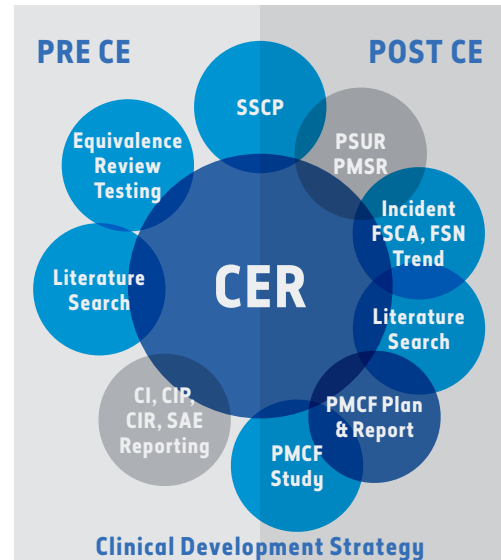 PRE CE
POST CE
SSCP
Equivalence
Review
Testing
PSUR
PMSR
Incident
FSCA, FSN
Trend
Literature
Search
CER
Literature
Search
CI, CIP,
CIR, SAE
Reporting
PMCF Plan
& Report
PMCF
Study
Clinical Development Strategy